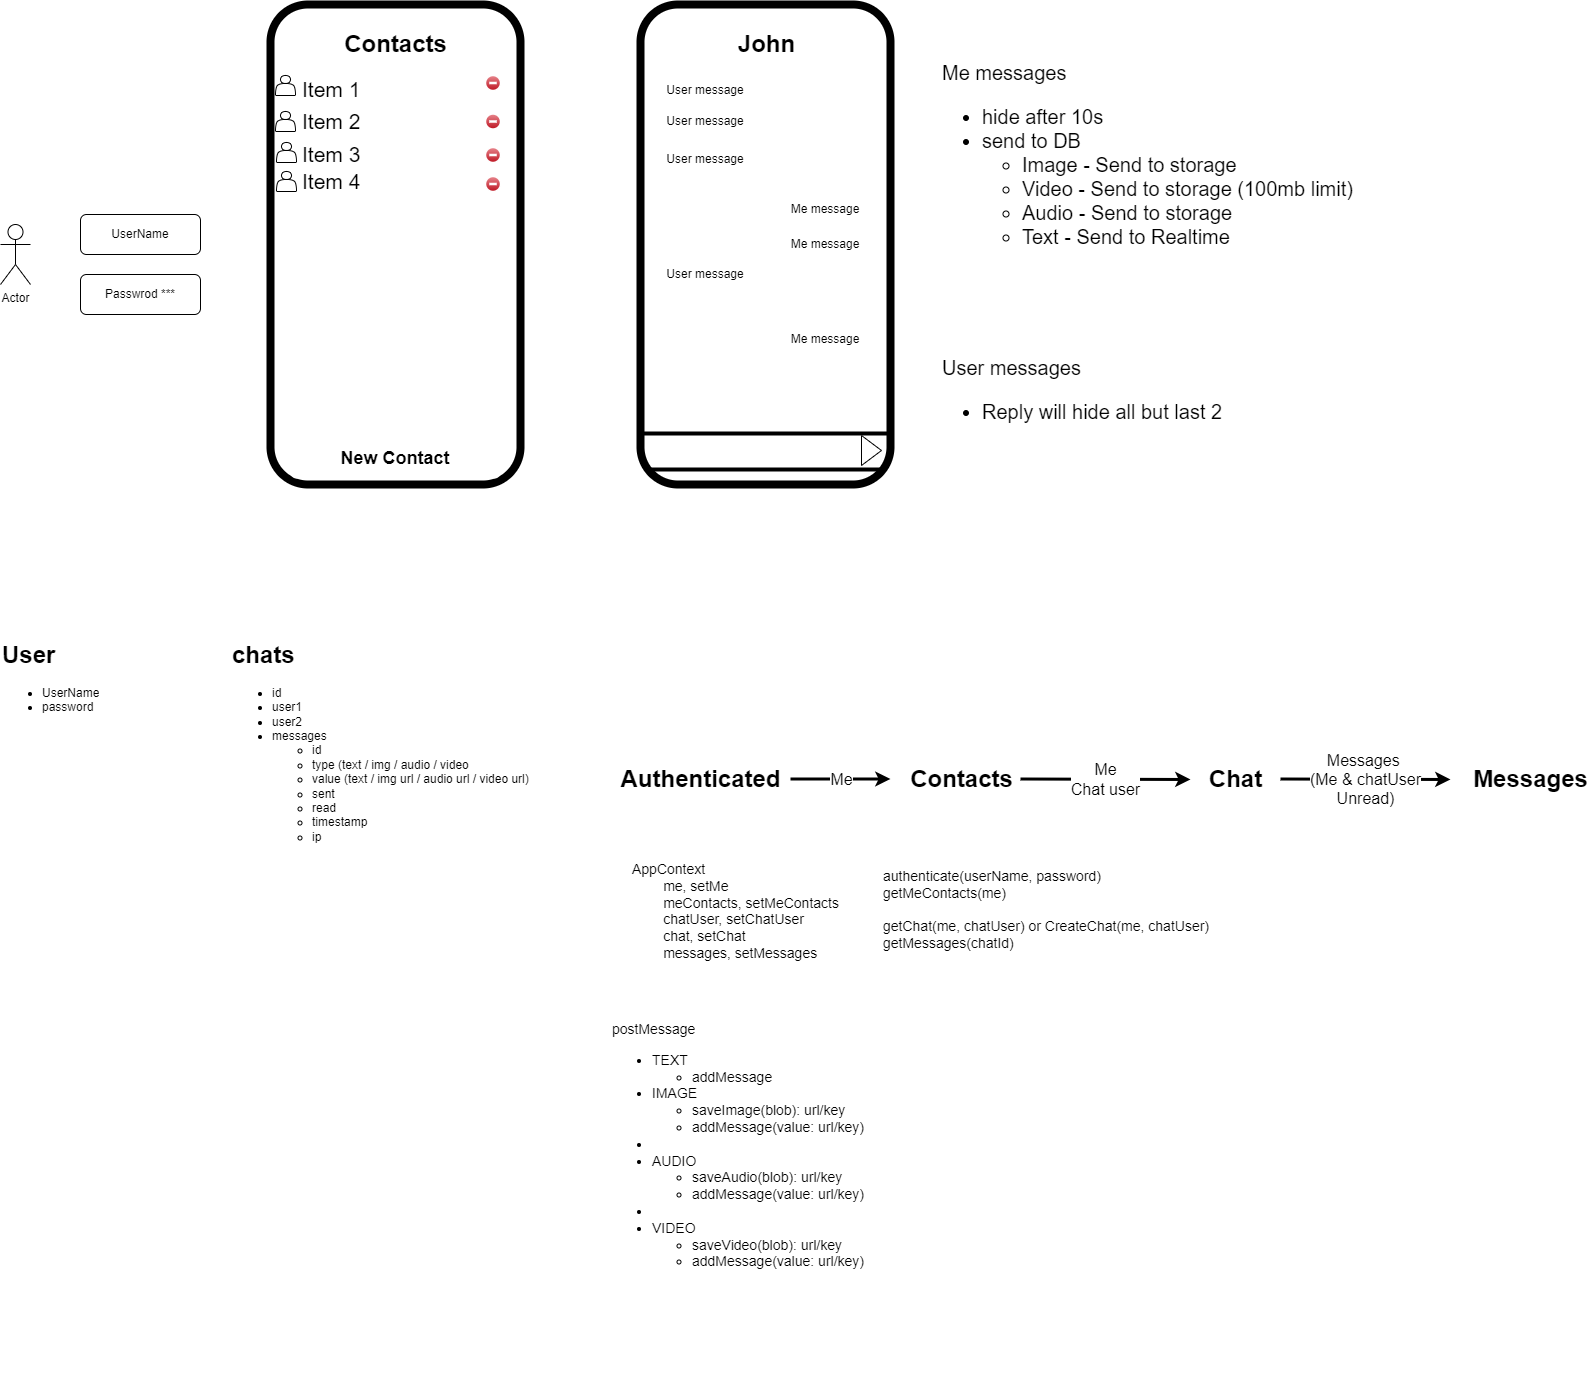 Contacts
Item 1
Item 2
Item 3
Item 4
New Contact
UserName
Passwrod ***
Actor
John
User message
User message
User message
Me message
Me message
User message
Me message
Me messages
hide after 10s
send to DB
Image - Send to storage
Video - Send to storage (100mb limit)
Audio - Send to storage
Text - Send to Realtime
User messages
Reply will hide all but last 2
User
UserName
password
chats
id
user1
user2
messages
id
type (text / img / audio / video
value (text / img url / audio url / video url)
sent
read
timestamp
ip
Authenticated
Me
Contacts
Me
Chat user
Chat
Messages
(Me & chatUser
Unread)
Messages
AppContext
me, setMe
meContacts, setMeContacts
chatUser, setChatUser
chat, setChat
messages, setMessages
authenticate(userName, password)
getMeContacts(me)
getChat(me, chatUser) or CreateChat(me, chatUser)
getMessages(chatId)
postMessage
TEXT
addMessage
IMAGE
saveImage(blob): url/key
addMessage(value: url/key)
AUDIO
saveAudio(blob): url/key
addMessage(value: url/key)
VIDEO
saveVideo(blob): url/key
addMessage(value: url/key)